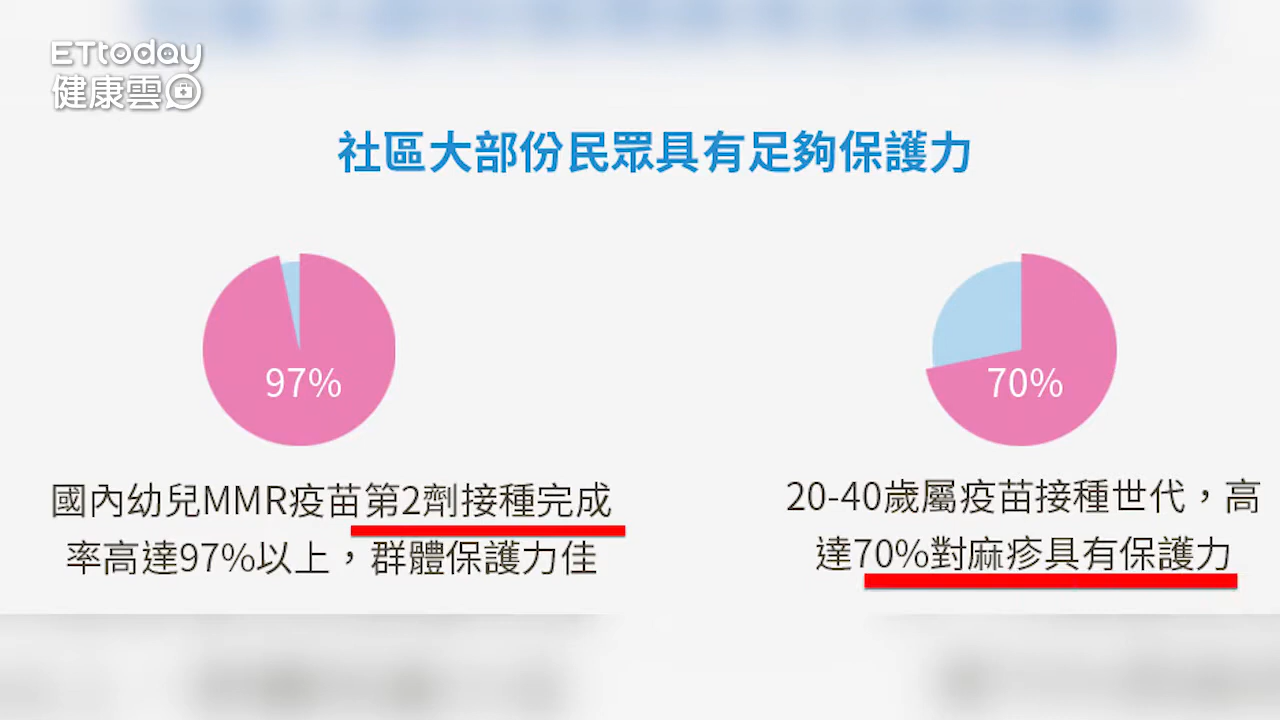 ETtoday
健康雲
社區大部份民眾具有足夠保護力
97%
70%
國內幼兒MMR疫苗第2劑接種完成
率高達97%以上，群體保護力佳
20-40歲屬疫苗接種世代，高
達70%對麻疹具有保護力